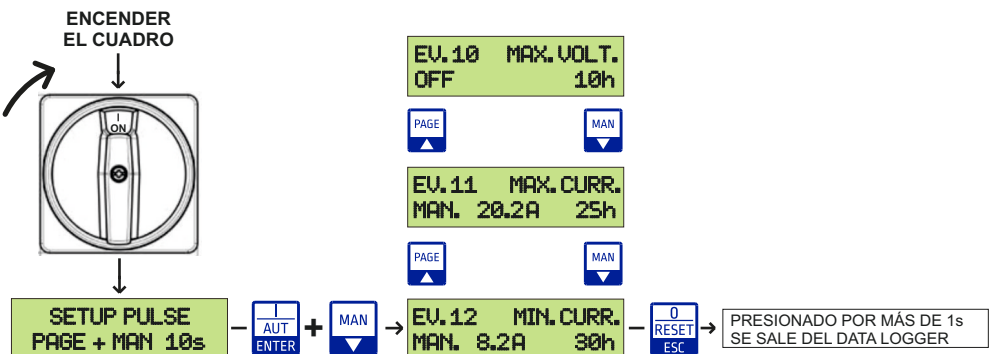 ENCENDER
EL CUADRO
I
ON
SETUP PULSE
PAGE + MAN 10s
I
AUT
ENTER
+
MAN
EV.10 MAX.VOLT.
OFF 10h
PAGE
MAN
EV.11 MAX.CURR.
MAN. 20.2A 25h
PAGE
MAN
EV.12 MIN.CURR.
MAN. 8.2A 30h
0
RESET
ESC
PRESIONADO POR MÁS DE 1s
SE SALE DEL DATA LOGGER